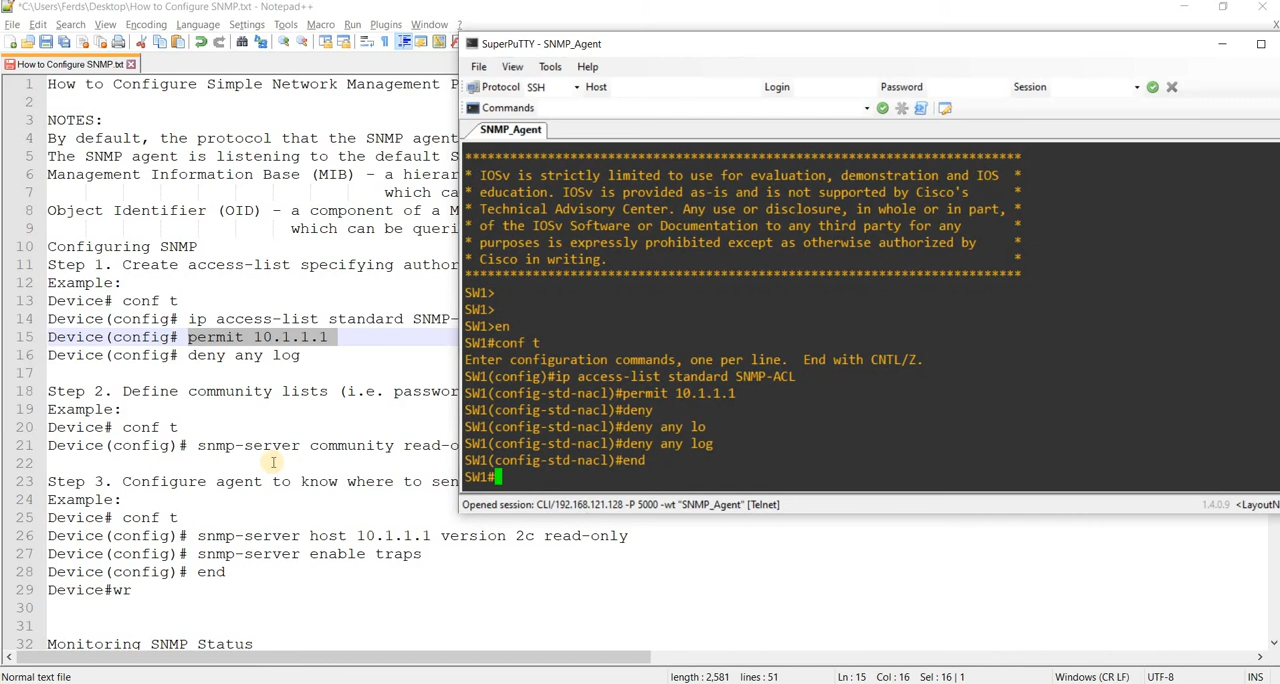 *C:\Users\Ferds\Desktop\How to Configure SNMP.txt - Notepad++
File Edit Search View Encoding Language Settings Tools Macro Run Plugins Window ?
X
How to Configure SNMP.txt
1 How to Configure Simple Network Management P
2
3 NOTES:
4 By default, the protocol that the SNMP agent
5 The SNMP agent is listening to the default S
6 Management Information Base (MIB) – a hierar
7 which ca
8 Object Identifier (OID) – a component of a M
9 which can be queri
10 Configuring SNMP
11 Step 1. Create access-list specifying author
12 Example:
13 Device# conf t
14 Device(config# ip access-list standard SNMP-
15 Device(config# permit 10.1.1.1
16 Device(config# deny any log
17
18 Step 2. Define community lists (i.e. passwor
19 Example:
20 Device# conf t
21 Device(config)# snmp-server community read-o
22
23 Step 3. Configure agent to know where to sen
24 Example:
25 Device# conf t
26 Device(config)# snmp-server host 10.1.1.1 version 2c read-only
27 Device(config)# snmp-server enable traps
28 Device(config)# end
29 Device#wr
30
31
32 Monitoring SNMP Status
Normal text file length : 2,581 lines : 51 Ln : 15 Col : 16 Sel : 16 | 1 Windows (CR LF) UTF-8 INS
SuperPuTTY - SNMP_Agent
File View Tools Help
Protocol SSH Host Login Password Session
Commands
SNMP_Agent
**************************************************************************
* IOSv is strictly limited to use for evaluation, demonstration and IOS *
* education. IOSv is provided as-is and is not supported by Cisco's *
* Technical Advisory Center. Any use or disclosure, in whole or in part, *
* of the IOSv Software or Documentation to any third party for any *
* purposes is expressly prohibited except as otherwise authorized by *
* Cisco in writing. *
**************************************************************************
SW1>
SW1>
SW1>en
SW1#conf t
Enter configuration commands, one per line. End with CNTL/Z.
SW1(config)#ip access-list standard SNMP-ACL
SW1(config-std-nacl)#permit 10.1.1.1
SW1(config-std-nacl)#deny
SW1(config-std-nacl)#deny any lo
SW1(config-std-nacl)#deny any log
SW1(config-std-nacl)#end
SW1#
Opened session: CLI/192.168.121.128 -P 5000 -wt "SNMP_Agent" [Telnet] 1.4.0.9 <LayoutN